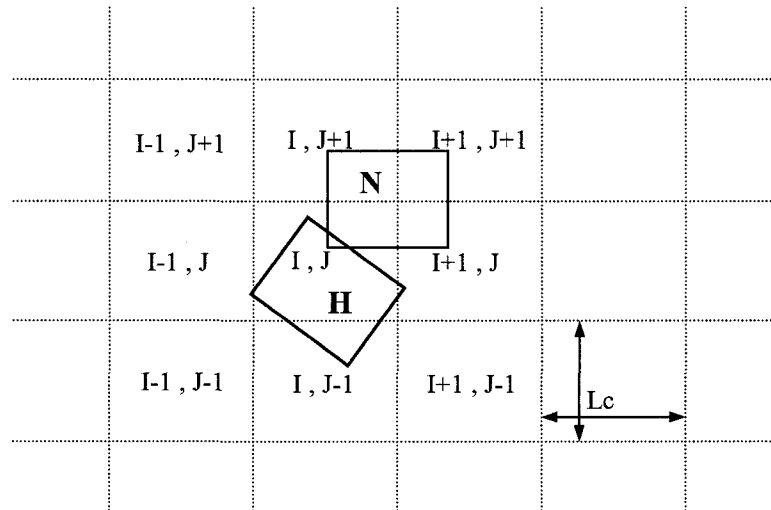 I-1 , J+1 I , J+1 I+1 , J+1
N
I-1 , J I , J I+1 , J
H
I-1 , J-1 I , J-1 I+1 , J-1
Lc